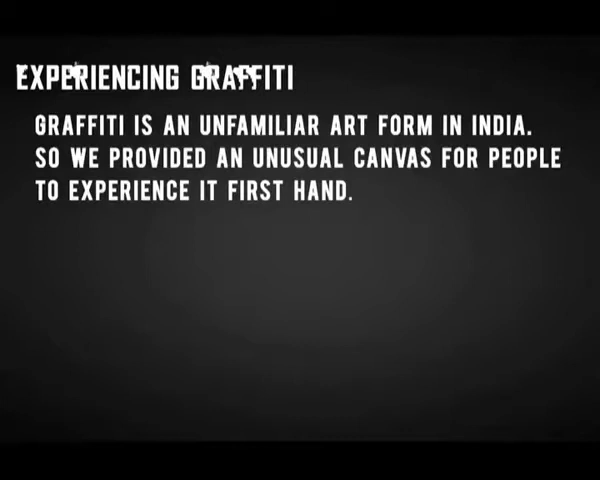 EXPERIENCING GRAFFITI
GRAFFITI IS AN UNFAMILIAR ART FORM IN INDIA.
SO WE PROVIDED AN UNUSUAL CANVAS FOR PEOPLE
TO EXPERIENCE IT FIRST HAND.